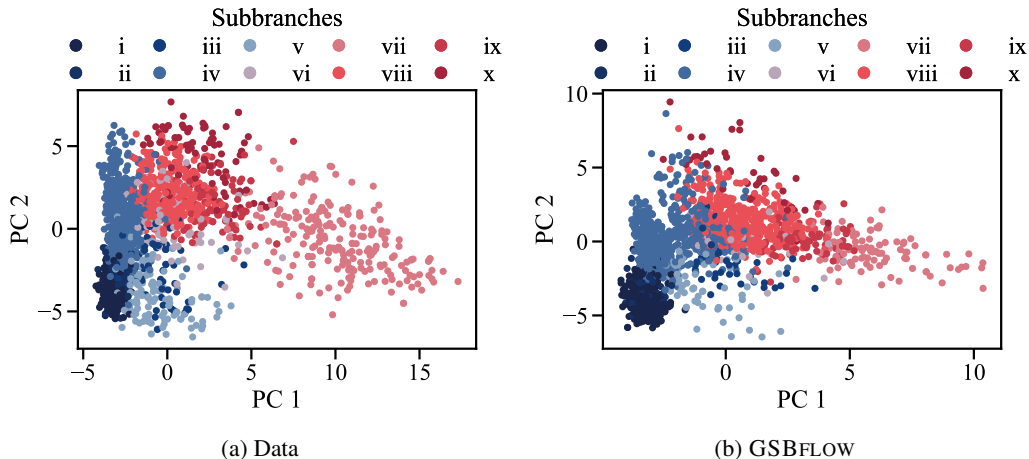 Subbranches
i iii v vii ix
ii iv vi viii x
5
0
−5
PC 2
−5 0 5 10 15
PC 1
(a) Data
Subbranches
i iii v vii ix
ii iv vi viii x
10
5
0
−5
PC 2
0 5 10
PC 1
(b) GSBFLOW